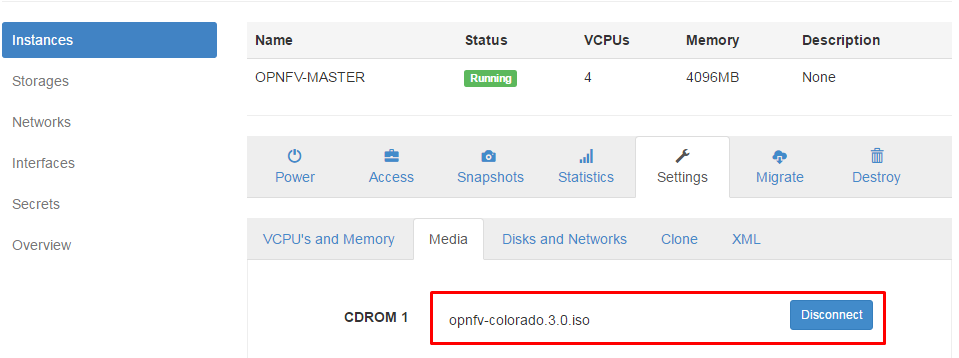 Instances
Storages
Networks
Interfaces
Secrets
Overview
Name Status VCPUs Memory Description
OPNFV-MASTER Running 4 4096MB None
Power Access Snapshots Statistics Settings Migrate Destroy
VCPU's and Memory Media Disks and Networks Clone XML
CDROM 1 opnfv-colorado.3.0.iso Disconnect